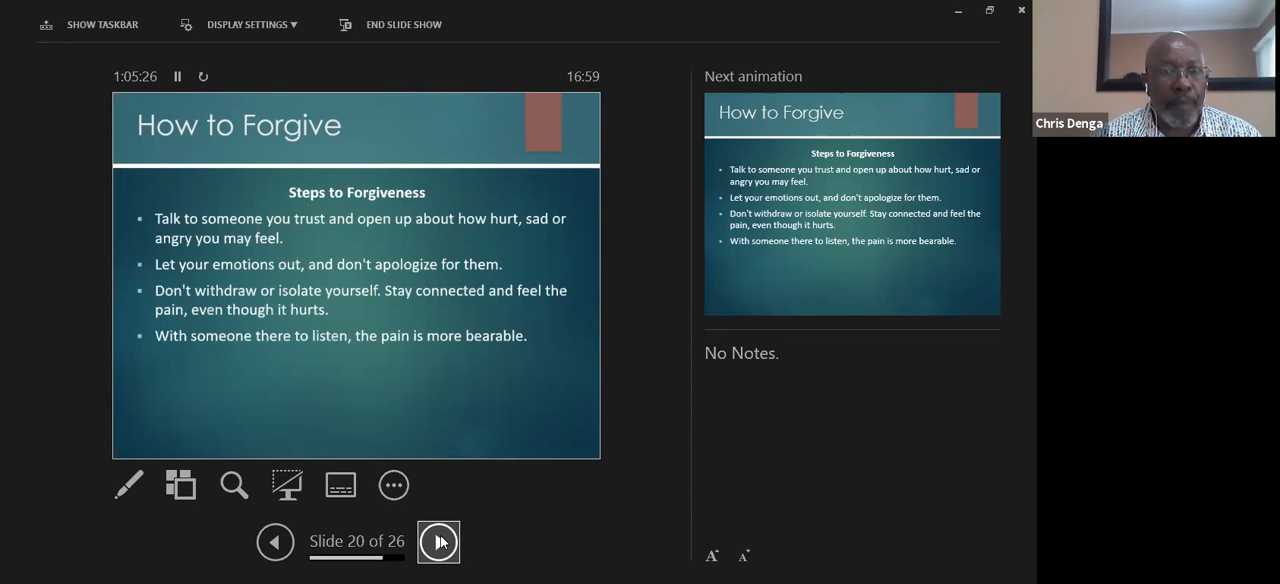 SHOW TASKBAR
DISPLAY SETTINGS ▼
END SLIDE SHOW
1:05:26
16:59
How to Forgive
Steps to Forgiveness
▪ Talk to someone you trust and open up about how hurt, sad or
angry you may feel.
▪ Let your emotions out, and don't apologize for them.
▪ Don't withdraw or isolate yourself. Stay connected and feel the
pain, even though it hurts.
▪ With someone there to listen, the pain is more bearable.
Slide 20 of 26
Next animation
How to Forgive
Steps to Forgiveness
▪ Talk to someone you trust and open up about how hurt, sad or
angry you may feel.
▪ Let your emotions out, and don't apologize for them.
▪ Don't withdraw or isolate yourself. Stay connected and feel the
pain, even though it hurts.
▪ With someone there to listen, the pain is more bearable.
No Notes.
A A
Chris Denga